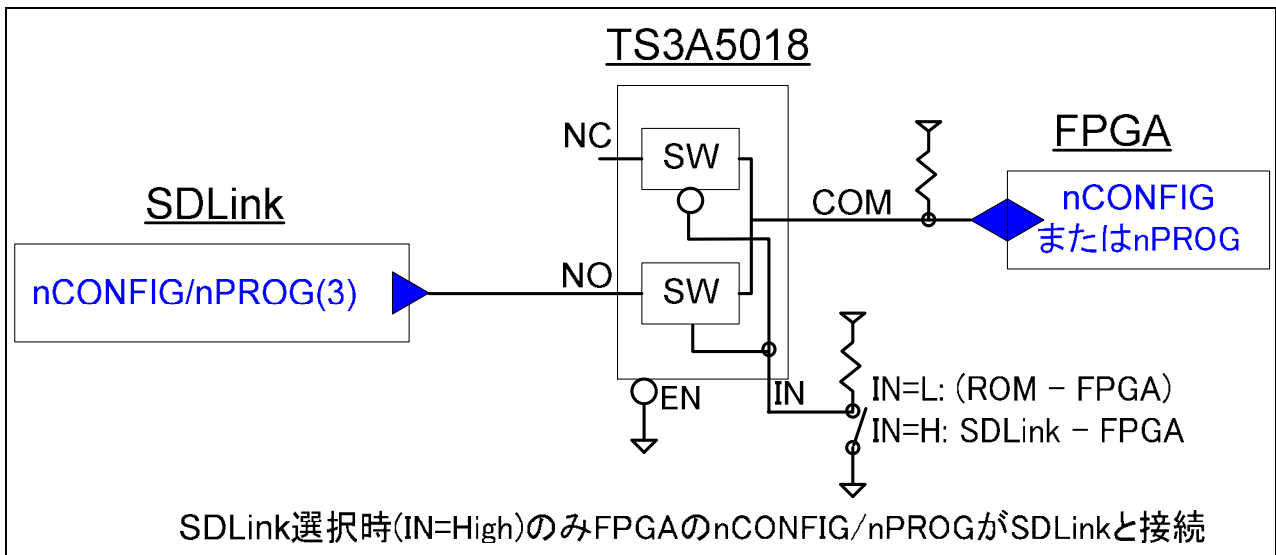 TS3A5018
FPGA
SDLink
NC
SW
COM
nCONFIG
またはnPROG
nCONFIG/nPROG(3)
NO
SW
EN
IN
IN=L: (ROM - FPGA)
IN=H: SDLink - FPGA
SDLink選択時(IN=High)のみFPGAのnCONFIG/nPROGがSDLinkと接続